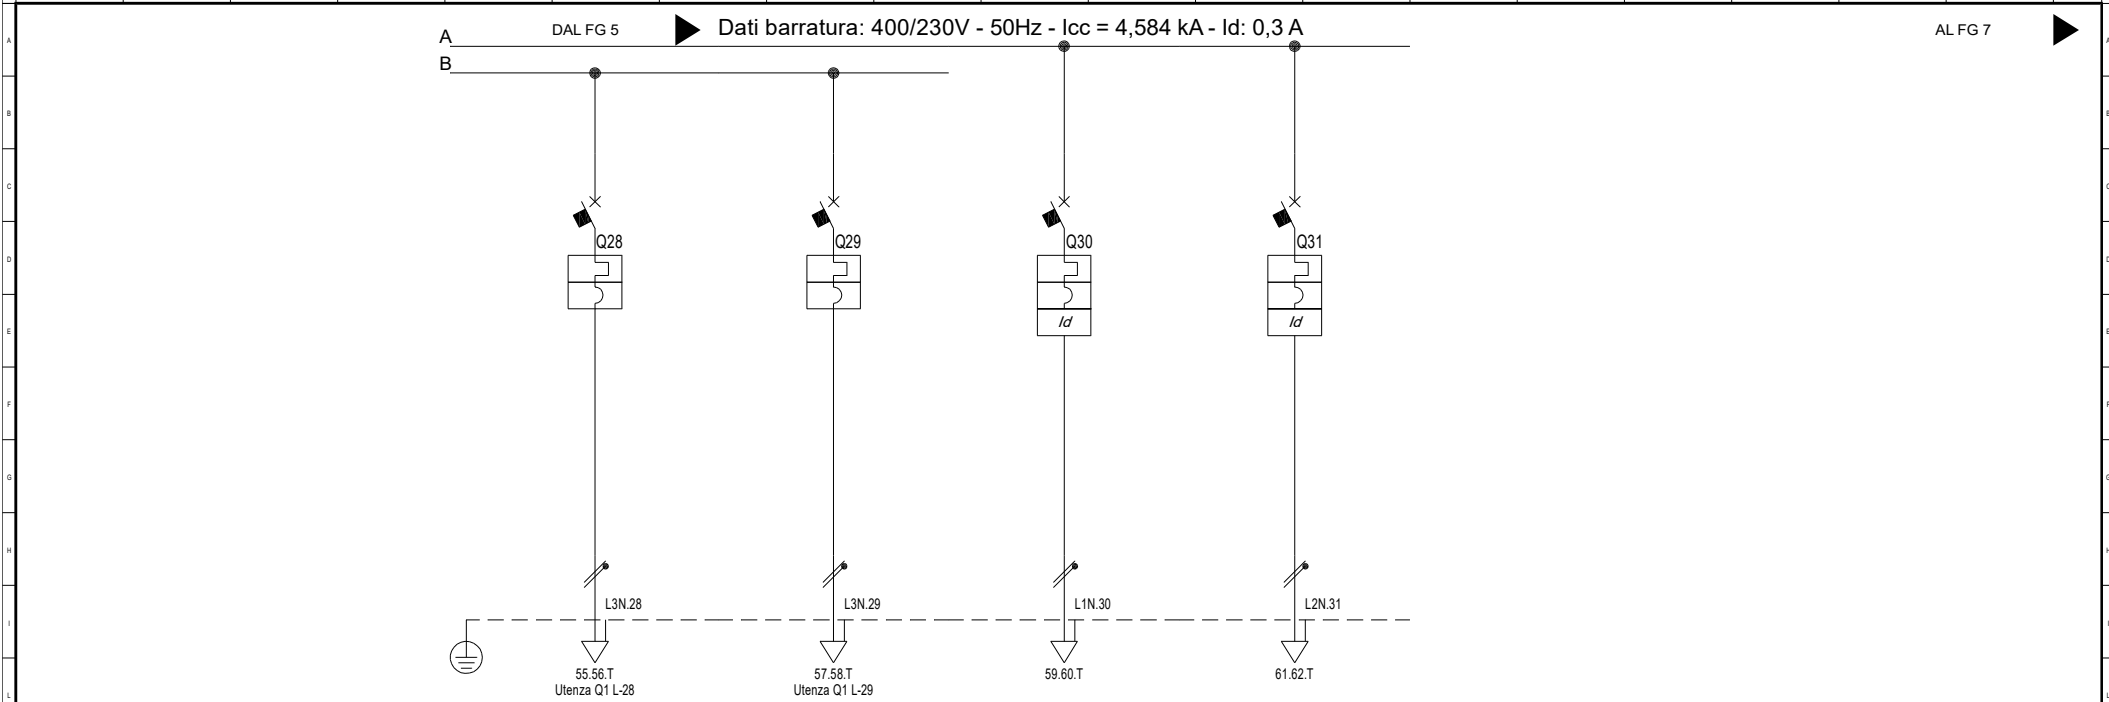 DAL FG 5
Dati barratura: 400/230V - 50Hz - Icc = 4,584 kA - Id: 0,3 A
AL FG 7
A
B
A
B
C
D
E
F
G
H
I
L
Q28
Q29
Q30
Q31
Id
Id
L3N.28
L3N.29
L1N.30
L2N.31
55.56.T
Utenza Q1 L-28
57.58.T
Utenza Q1 L-29
59.60.T
61.62.T